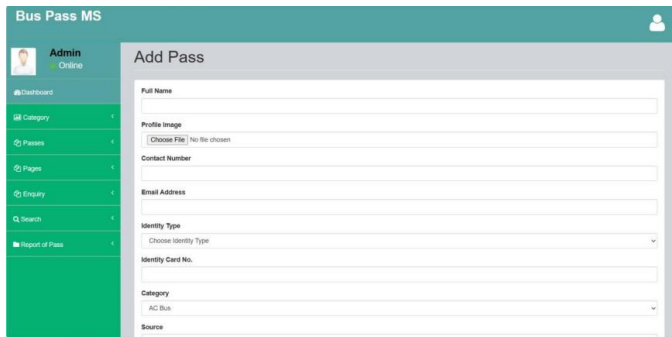 Bus Pass MS
Admin
Online
Dashboard
Category
Passes
Pages
Enquiry
Search
Report of Pass
Add Pass
Full Name
Profile Image
Choose File No file chosen
Contact Number
Email Address
Identity Type
Choose Identity Type
Identity Card No.
Category
AC Bus
Source